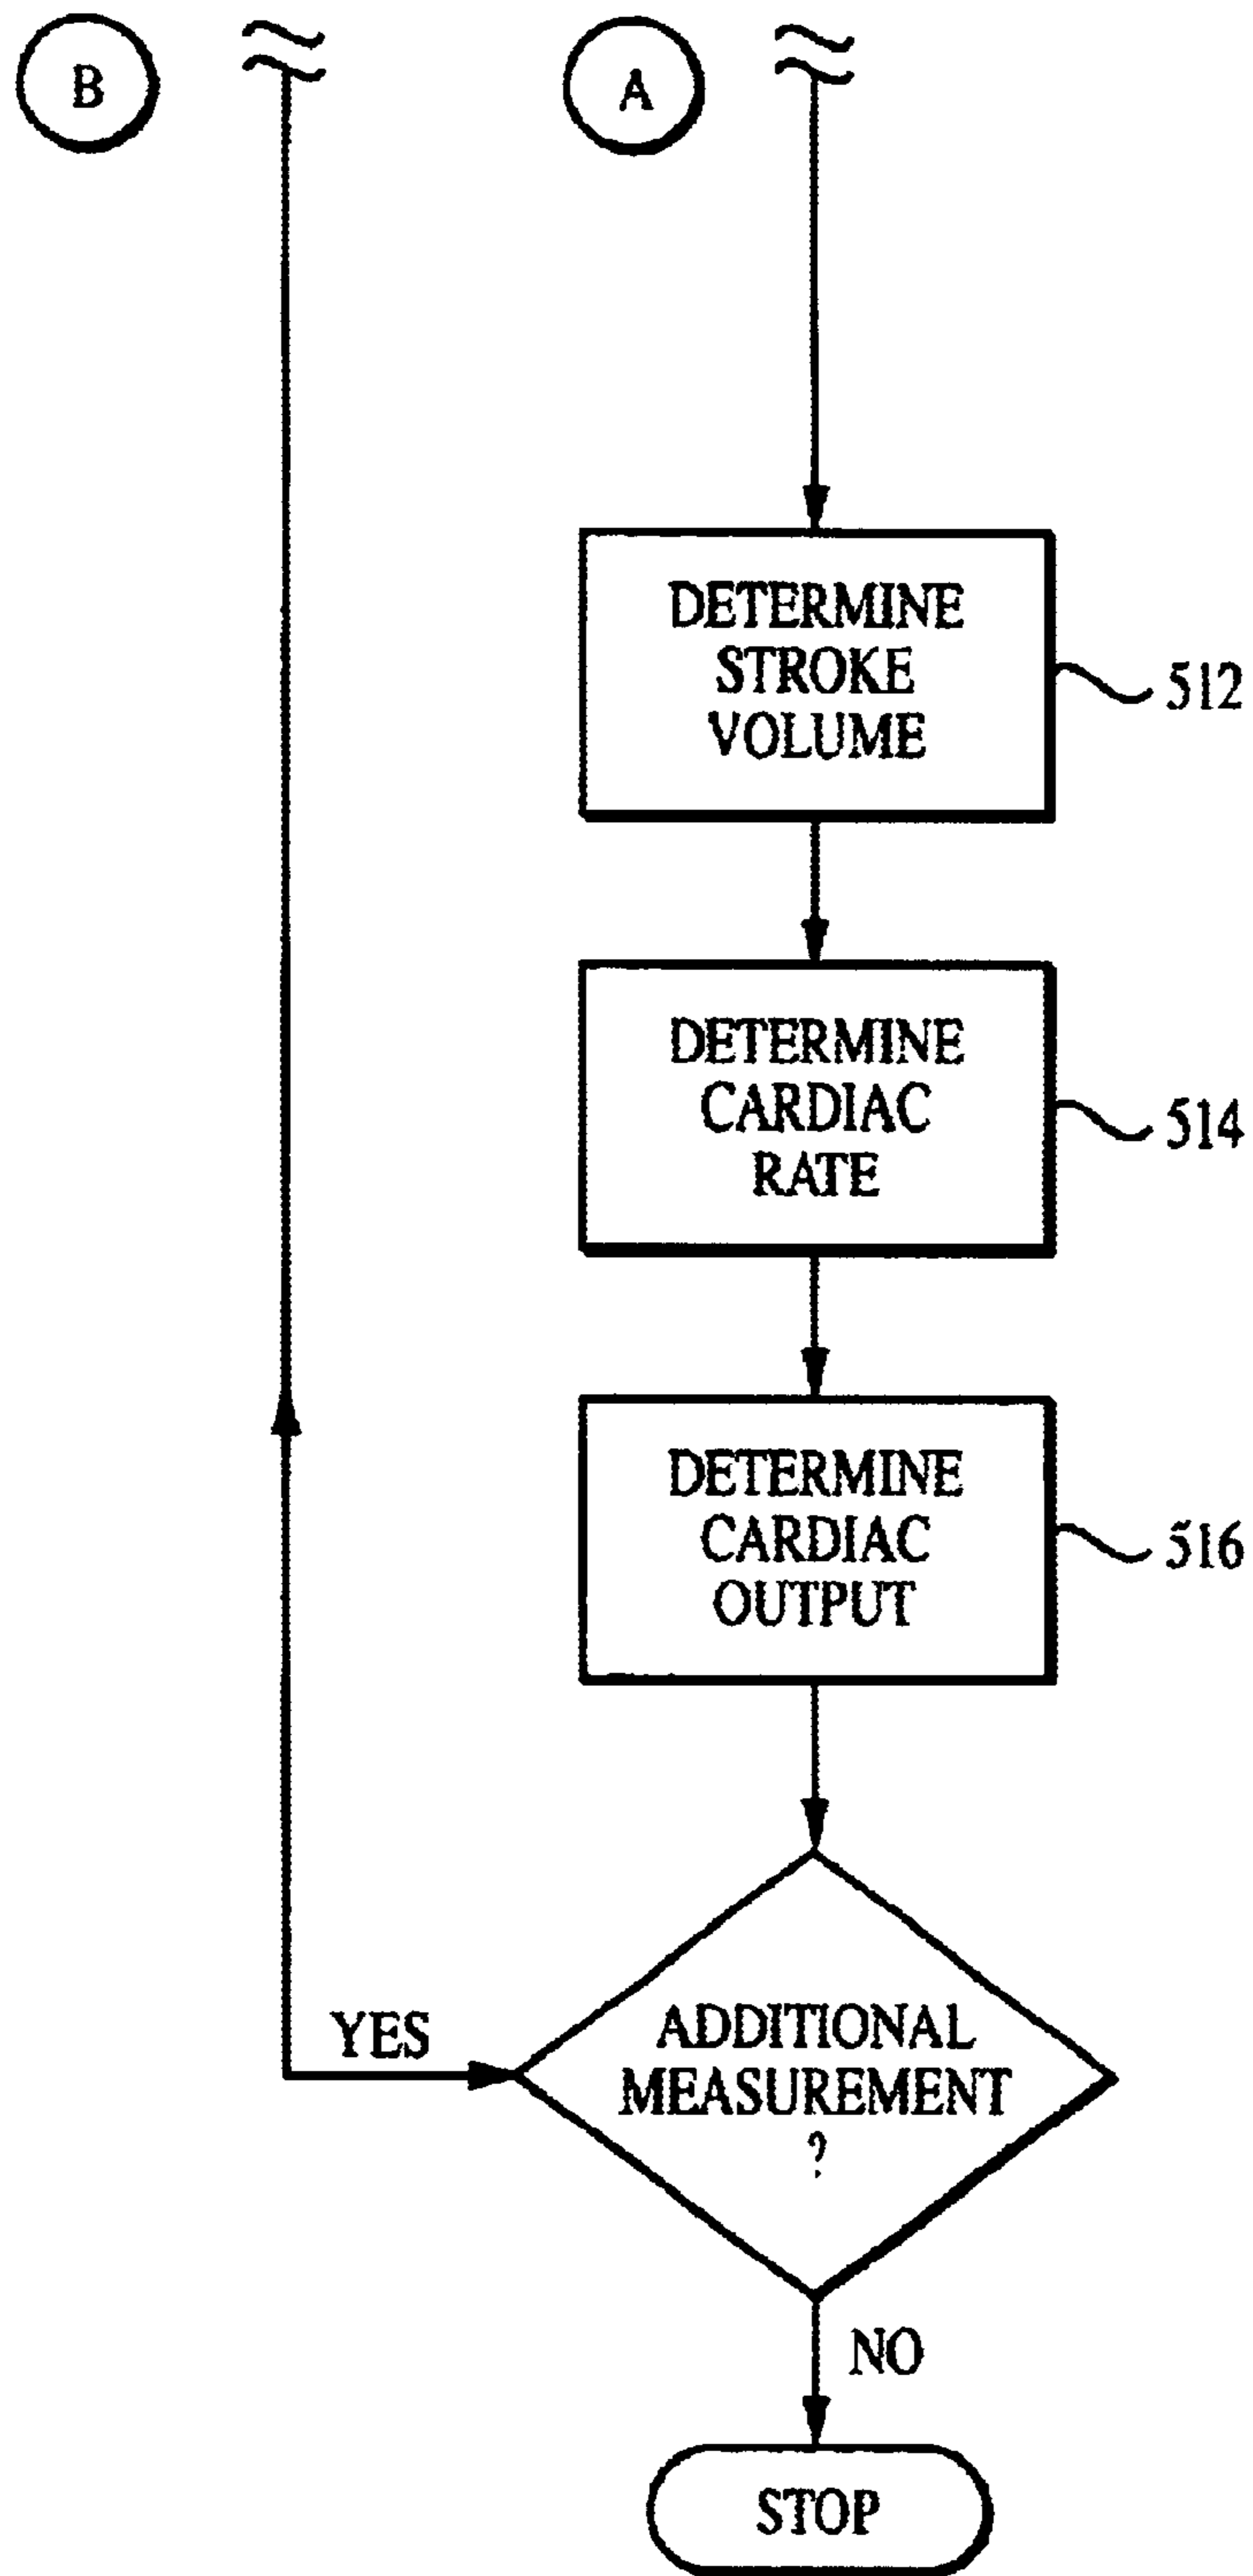 B
A
DETERMINE
STROKE
VOLUME
512
DETERMINE
CARDIAC
RATE
514
DETERMINE
CARDIAC
OUTPUT
516
YES
ADDITIONAL
MEASUREMENT
?
NO
STOP